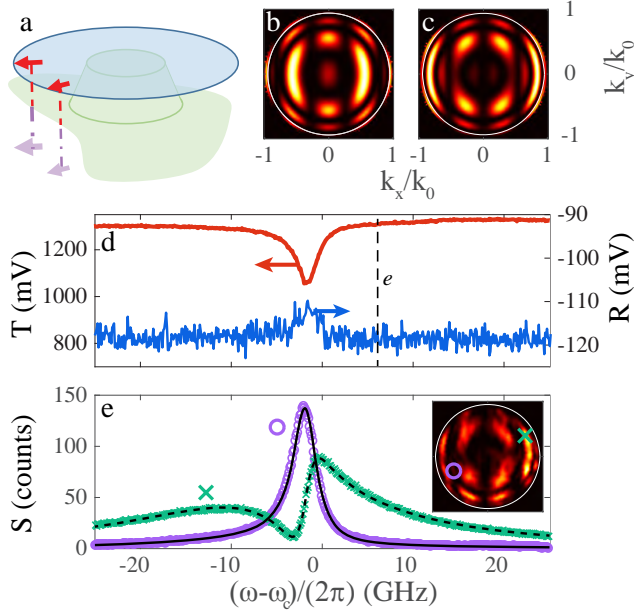 a
b
c
1
0
-1
k_y/k_0
-1 0 1 -1 0 1
k_x/k_0
d
1200
1000
800
T (mV)
e
-90
-100
-110
-120
R (mV)
e
150
100
50
0
S (counts)
-20 -10 0 10 20
(ω-ω_c)/(2π) (GHz)